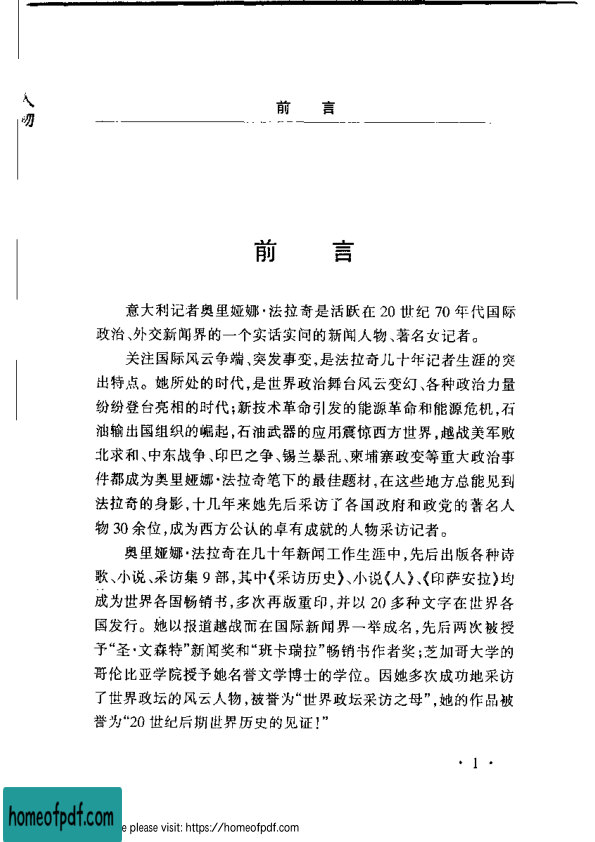 人
物
前 言
前 言
意大利记者奥里娅娜·法拉奇是活跃在20世纪70年代国际
政治、外交新闻界的一个实话实问的新闻人物、著名女记者。
关注国际风云争端、突发事变,是法拉奇几十年记者生涯的突
出特点。她所处的时代,是世界政治舞台风云变幻、各种政治力量
纷纷登台亮相的时代;新技术革命引发的能源革命和能源危机,石
油输出国组织的崛起,石油武器的应用震惊西方世界,越战美军败
北求和、中东战争、印巴之争、锡兰暴乱、柬埔寨政变等重大政治事
件都成为奥里娅娜·法拉奇笔下的最佳题材,在这些地方总能见到
法拉奇的身影,十几年来她先后采访了各国政府和政党的著名人
物30余位,成为西方公认的卓有成就的人物采访记者。
奥里娅娜·法拉奇在几十年新闻工作生涯中,先后出版各种诗
歌、小说、采访集9部,其中《采访历史》、小说《人》、《印萨安拉》均
成为世界各国畅销书,多次再版重印,并以20多种文字在世界各
国发行。她以报道越战而在国际新闻界一举成名,先后两次被授
予“圣·文森特”新闻奖和“班卡瑞拉”畅销书作者奖;芝加哥大学的
哥伦比亚学院授予她名誉文学博士的学位。因她多次成功地采访
了世界政坛的风云人物,被誉为“世界政坛采访之母”,她的作品被
誉为“20世纪后期世界历史的见证!”
· 1 ·
homeofpdf.com
e please visit: https://homeofpdf.com